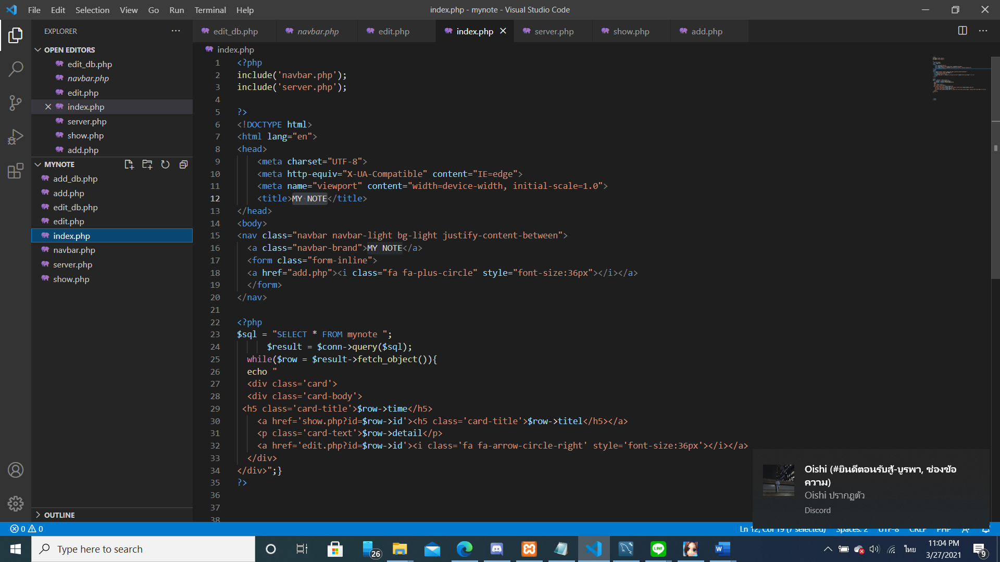 File Edit Selection View Go Run Terminal Help
index.php - mynote - Visual Studio Code
EXPLORER
OPEN EDITORS
edit_db.php
navbar.php
edit.php
index.php
server.php
show.php
add.php
MYNOTE
add_db.php
add.php
edit_db.php
edit.php
index.php
navbar.php
server.php
show.php
OUTLINE
edit_db.php navbar.php edit.php index.php server.php show.php add.php
index.php
1 <?php
2 include('navbar.php');
3 include('server.php');
4
5 ?>
6 <!DOCTYPE html>
7 <html lang="en">
8 <head>
9 <meta charset="UTF-8">
10 <meta http-equiv="X-UA-Compatible" content="IE=edge">
11 <meta name="viewport" content="width=device-width, initial-scale=1.0">
12 <title>MY NOTE</title>
13 </head>
14 <body>
15 <nav class="navbar navbar-light bg-light justify-content-between">
16 <a class="navbar-brand">MY NOTE</a>
17 <form class="form-inline">
18 <a href="add.php"><i class="fa fa-plus-circle" style="font-size:36px"></i></a>
19 </form>
20 </nav>
21
22 <?php
23 $sql = "SELECT * FROM mynote ";
24 $result = $conn->query($sql);
25 while($row = $result->fetch_object()){
26 echo "
27 <div class='card'>
28 <div class='card-body'>
29 <h5 class='card-title'>$row->time</h5>
30 <a href='show.php?id=$row->id'><h5 class='card-title'>$row->titel</h5></a>
31 <p class='card-text'>$row->detail</p>
32 <a href='edit.php?id=$row->id'><i class='fa fa-arrow-circle-right' style='font-size:36px'></i></a>
33 </div>
34 </div>";}
35 ?>
36
37
38
Oishi (#ยินดีตอนรับสู้-บูรพา, ช่องข้อ
ความ)
Oishi ปรากฏตัว
Discord
0 0
Ln 12, Col 19 (7 selected) Spaces: 2 UTF-8 CRLF PHP
Type here to search
26
LINE
W
ไทย
11:04 PM
3/27/2021
9